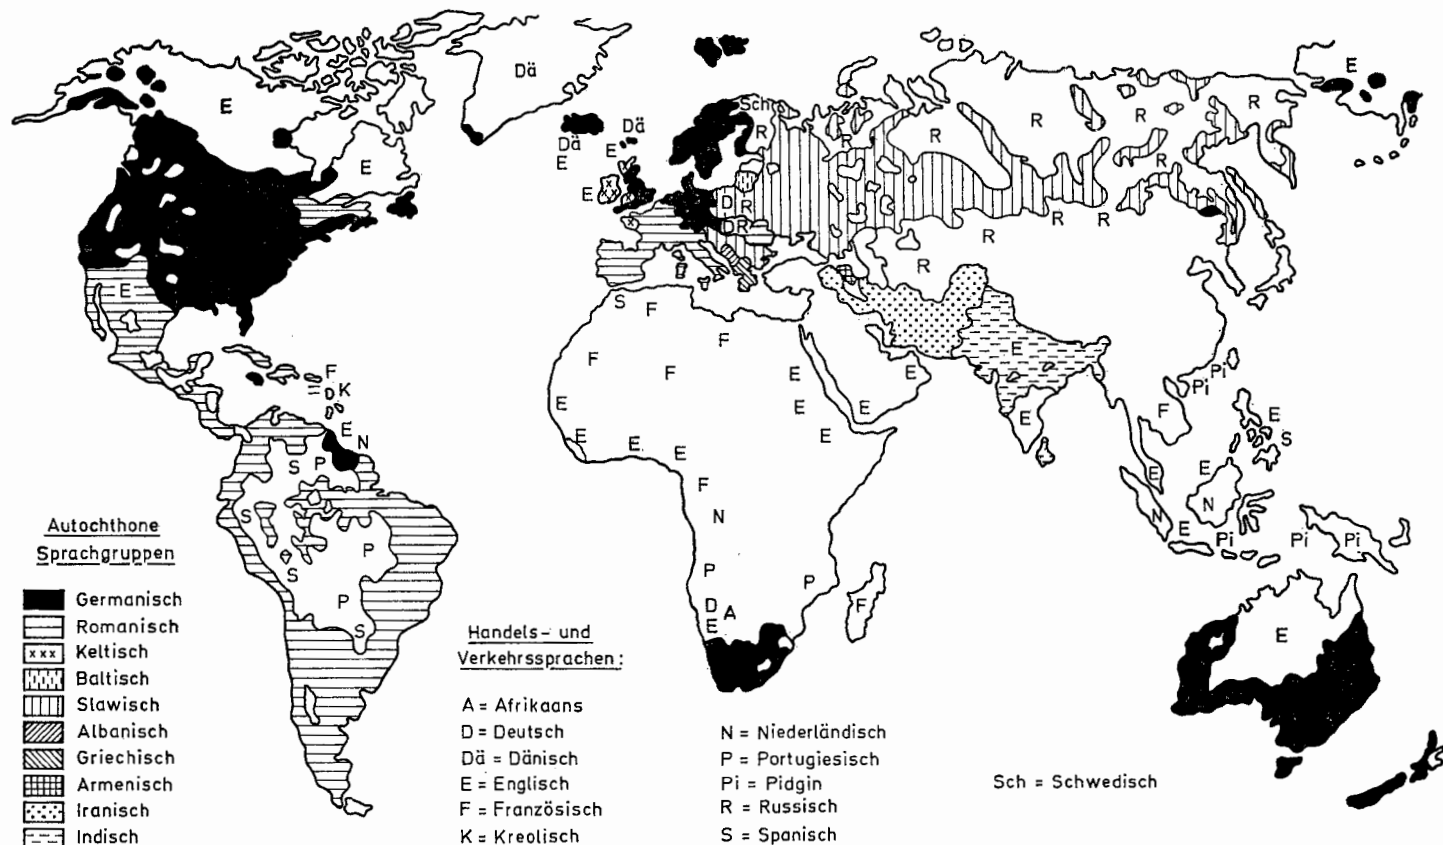 Dä
E
E
Sch
R
R
R
R
R
R
R
Dä
Dä
E
E
E
E
D
R
D
R
R
R
R
R
E
S
F
F
F
F
E
E
E
E
E
E
E
E
E
E
E
F
N
P
P
D
A
E
F
F
K
E
N
S
P
S
S
P
P
S
Pi
Pi
F
E
S
E
E
N
N
E
Pi
Pi
Pi
E
Autochthone
Sprachgruppen
Germanisch
Romanisch
xxx Keltisch
Baltisch
Slawisch
Albanisch
Griechisch
Armenisch
Iranisch
Indisch
Handels- und
Verkehrssprachen:
A = Afrikaans
D = Deutsch
Dä = Dänisch
E = Englisch
F = Französisch
K = Kreolisch
N = Niederländisch
P = Portugiesisch
Pi = Pidgin
R = Russisch
S = Spanisch
Sch = Schwedisch